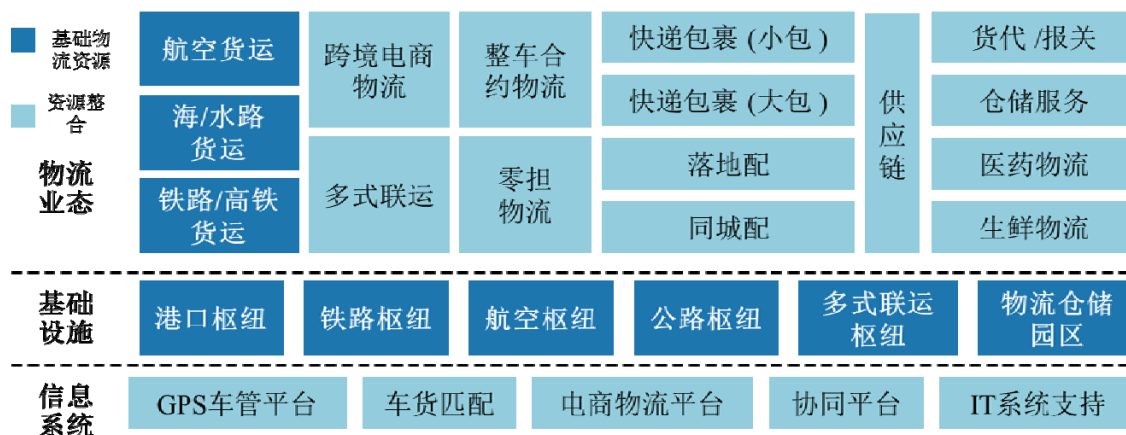 基础物
流资源
资源整
合
物流
业态
航空货运
海/水路
货运
铁路/高铁
货运
跨境电商
物流
多式联运
整车合
约物流
零担
物流
快递包裹 (小包 )
快递包裹 (大包 )
落地配
同城配
供
应
链
货代 /报关
仓储服务
医药物流
生鲜物流
基础
设施
港口枢纽
铁路枢纽
航空枢纽
公路枢纽
多式联运
枢纽
物流仓储
园区
信息
系统
GPS车管平台
车货匹配
电商物流平台
协同平台
IT系统支持